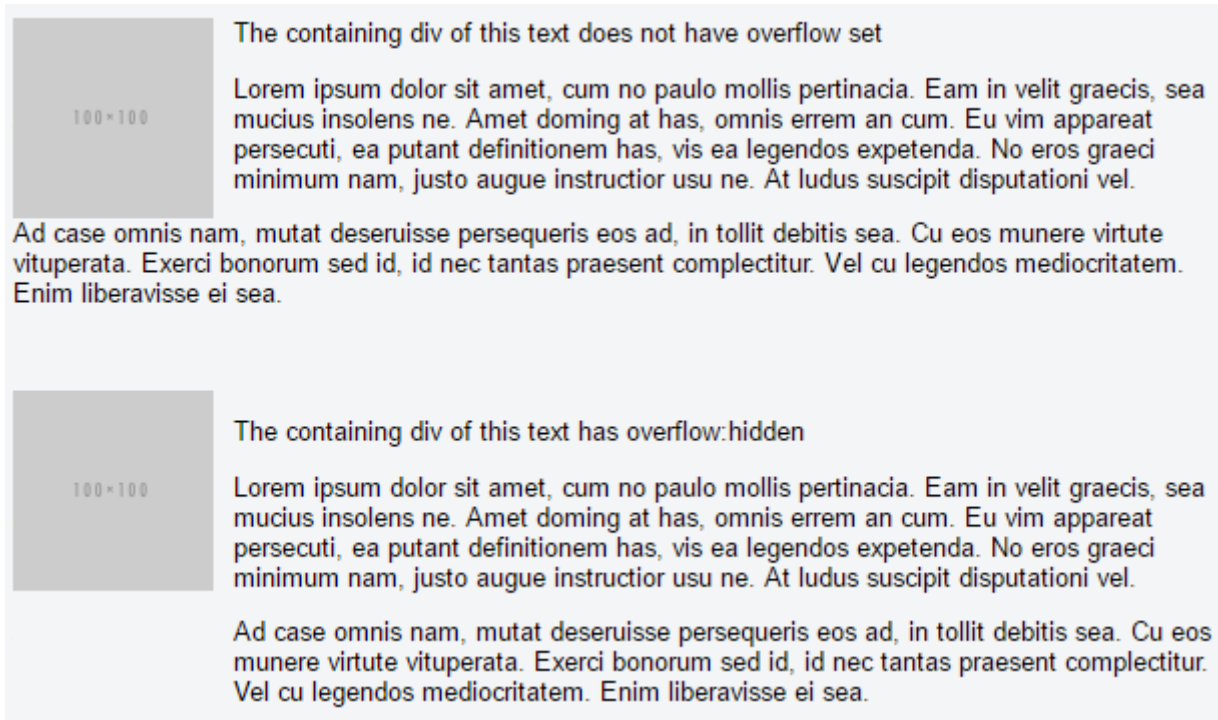 The containing div of this text does not have overflow set
100×100
Lorem ipsum dolor sit amet, cum no paulo mollis pertinacia. Eam in velit graecis, sea
mucius insolens ne. Amet doming at has, omnis errem an cum. Eu vim appareat
persecuti, ea putant definitionem has, vis ea legendos expetenda. No eros graeci
minimum nam, justo augue instructior usu ne. At ludus suscipit disputationi vel.
Ad case omnis nam, mutat deseruisse persequeris eos ad, in tollit debitis sea. Cu eos munere virtute
vituperata. Exerci bonorum sed id, id nec tantas praesent complectitur. Vel cu legendos mediocritatem.
Enim liberavisse ei sea.
The containing div of this text has overflow:hidden
100×100
Lorem ipsum dolor sit amet, cum no paulo mollis pertinacia. Eam in velit graecis, sea
mucius insolens ne. Amet doming at has, omnis errem an cum. Eu vim appareat
persecuti, ea putant definitionem has, vis ea legendos expetenda. No eros graeci
minimum nam, justo augue instructior usu ne. At ludus suscipit disputationi vel.
Ad case omnis nam, mutat deseruisse persequeris eos ad, in tollit debitis sea. Cu eos
munere virtute vituperata. Exerci bonorum sed id, id nec tantas praesent complectitur.
Vel cu legendos mediocritatem. Enim liberavisse ei sea.